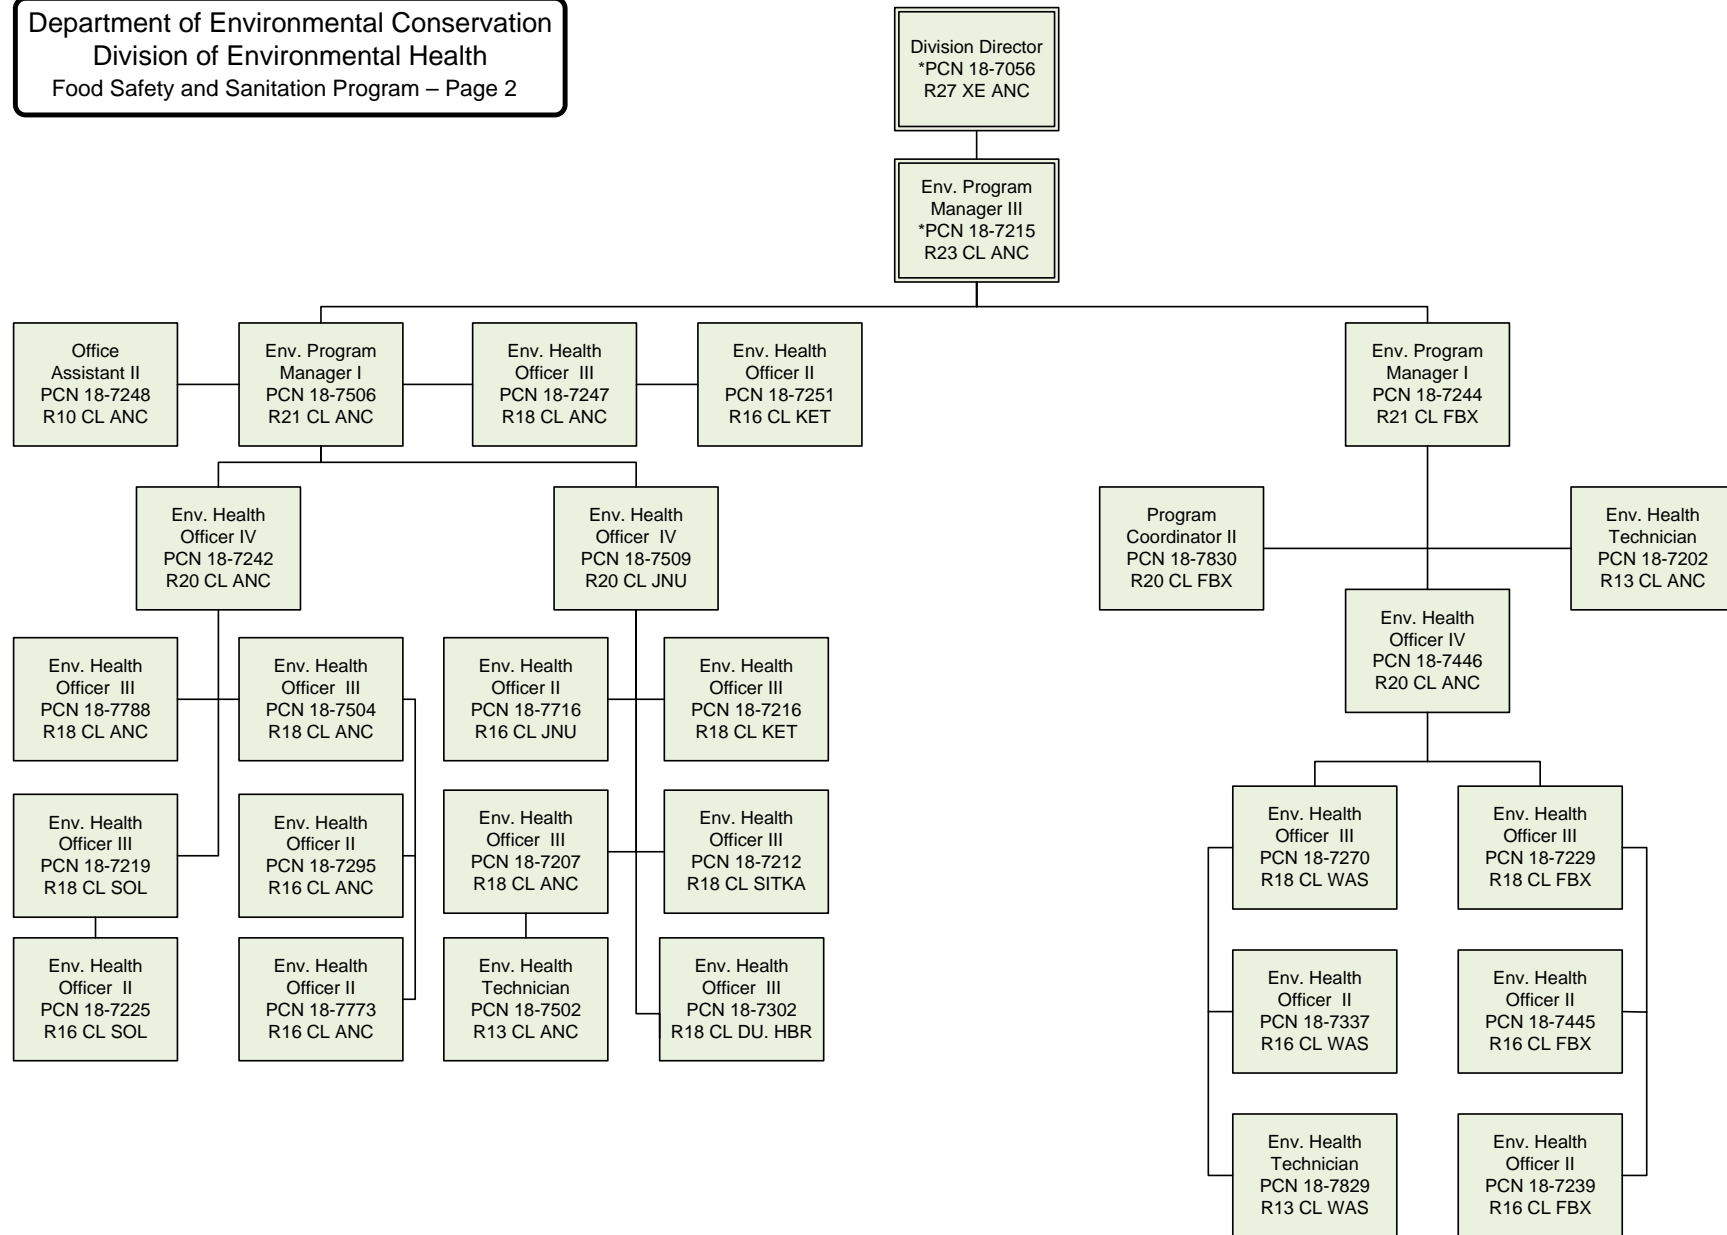 Department of Environmental Conservation
Division of Environmental Health
Food Safety and Sanitation Program – Page 2
Division Director
*PCN 18-7056
R27 XE ANC
Env. Program
Manager III
*PCN 18-7215
R23 CL ANC
Office
Assistant II
PCN 18-7248
R10 CL ANC
Env. Program
Manager I
PCN 18-7506
R21 CL ANC
Env. Health
Officer III
PCN 18-7247
R18 CL ANC
Env. Health
Officer II
PCN 18-7251
R16 CL KET
Env. Program
Manager I
PCN 18-7244
R21 CL FBX
Env. Health
Officer IV
PCN 18-7242
R20 CL ANC
Env. Health
Officer IV
PCN 18-7509
R20 CL JNU
Program
Coordinator II
PCN 18-7830
R20 CL FBX
Env. Health
Technician
PCN 18-7202
R13 CL ANC
Env. Health
Officer IV
PCN 18-7446
R20 CL ANC
Env. Health
Officer III
PCN 18-7788
R18 CL ANC
Env. Health
Officer III
PCN 18-7504
R18 CL ANC
Env. Health
Officer II
PCN 18-7716
R16 CL JNU
Env. Health
Officer III
PCN 18-7216
R18 CL KET
Env. Health
Officer III
PCN 18-7219
R18 CL SOL
Env. Health
Officer II
PCN 18-7295
R16 CL ANC
Env. Health
Officer III
PCN 18-7207
R18 CL ANC
Env. Health
Officer III
PCN 18-7212
R18 CL SITKA
Env. Health
Officer III
PCN 18-7270
R18 CL WAS
Env. Health
Officer III
PCN 18-7229
R18 CL FBX
Env. Health
Officer II
PCN 18-7225
R16 CL SOL
Env. Health
Officer II
PCN 18-7773
R16 CL ANC
Env. Health
Technician
PCN 18-7502
R13 CL ANC
Env. Health
Officer III
PCN 18-7302
R18 CL DU. HBR
Env. Health
Officer II
PCN 18-7337
R16 CL WAS
Env. Health
Officer II
PCN 18-7445
R16 CL FBX
Env. Health
Technician
PCN 18-7829
R13 CL WAS
Env. Health
Officer II
PCN 18-7239
R16 CL FBX